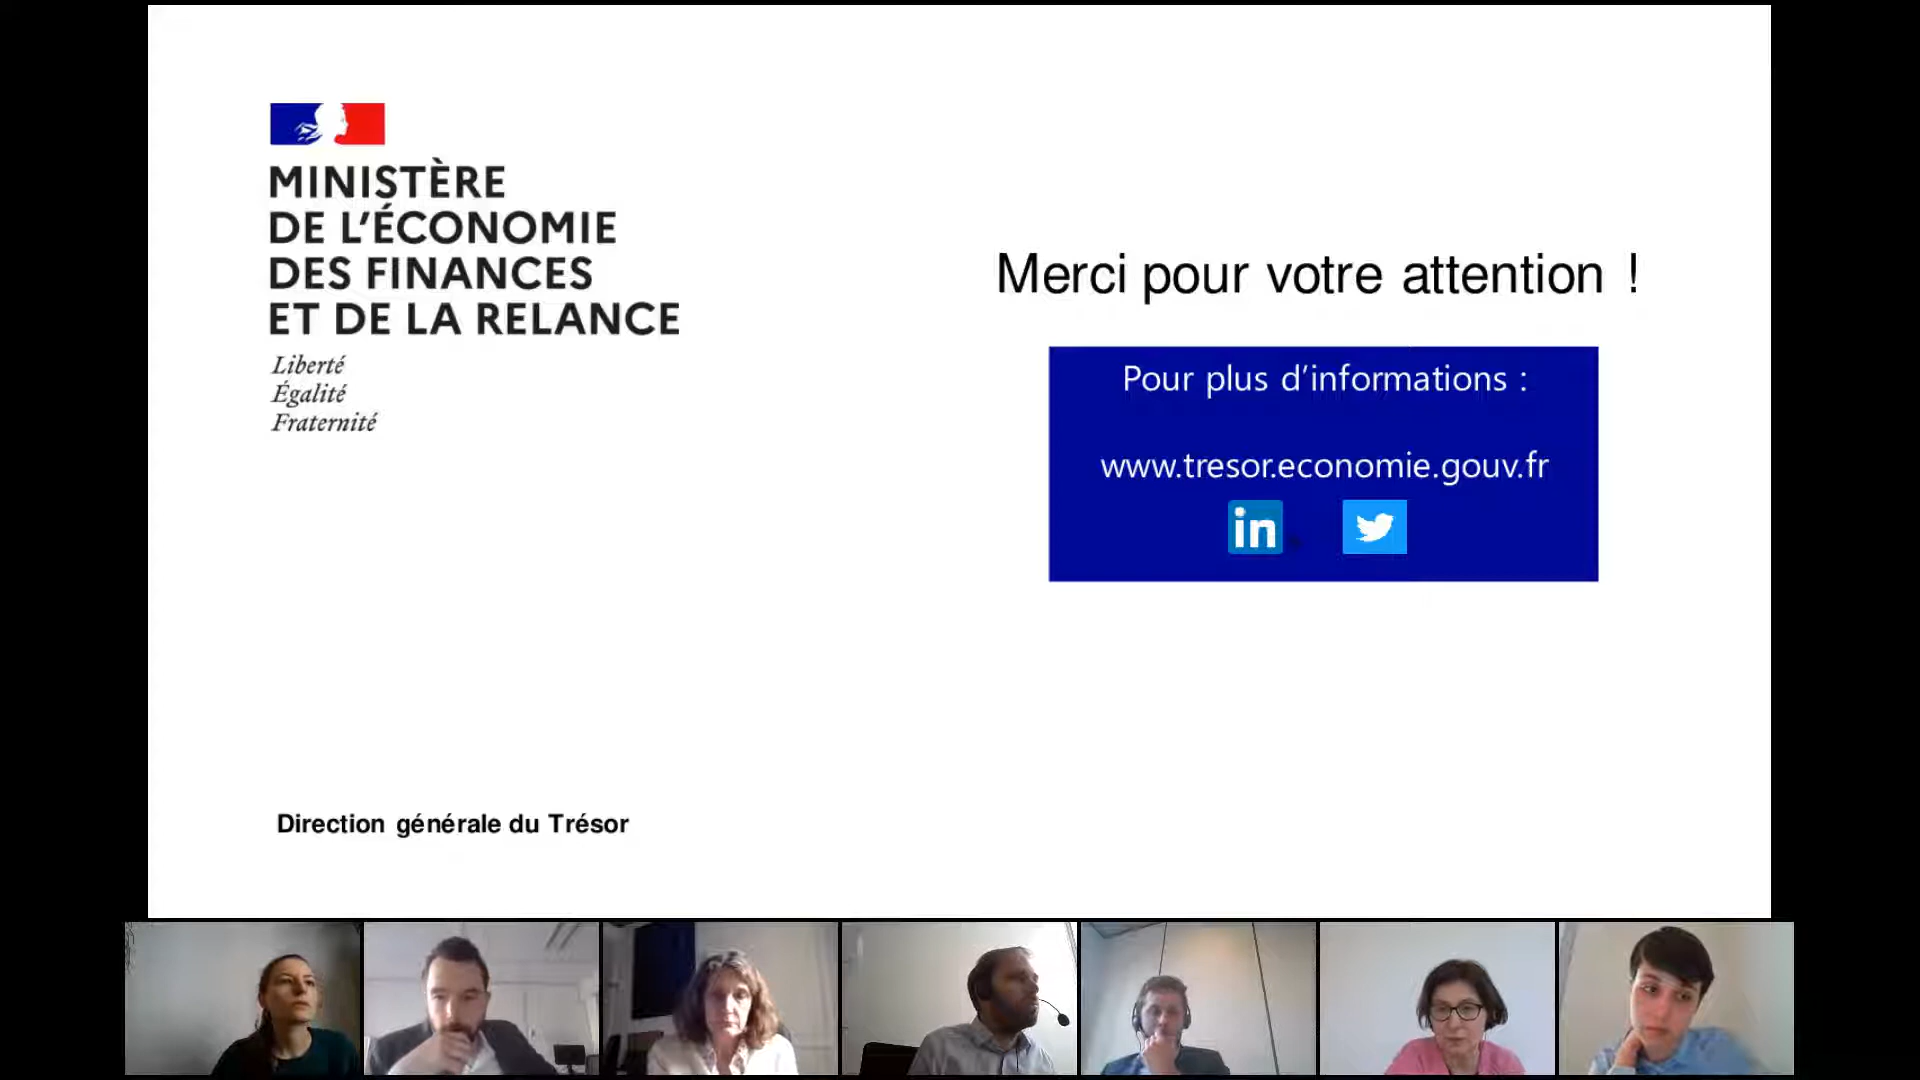 MINISTÈRE
DE L’ÉCONOMIE
DES FINANCES
ET DE LA RELANCE
Liberté
Égalité
Fraternité
Merci pour votre attention !
Pour plus d’informations :
www.tresor.economie.gouv.fr
in
Direction générale du Trésor